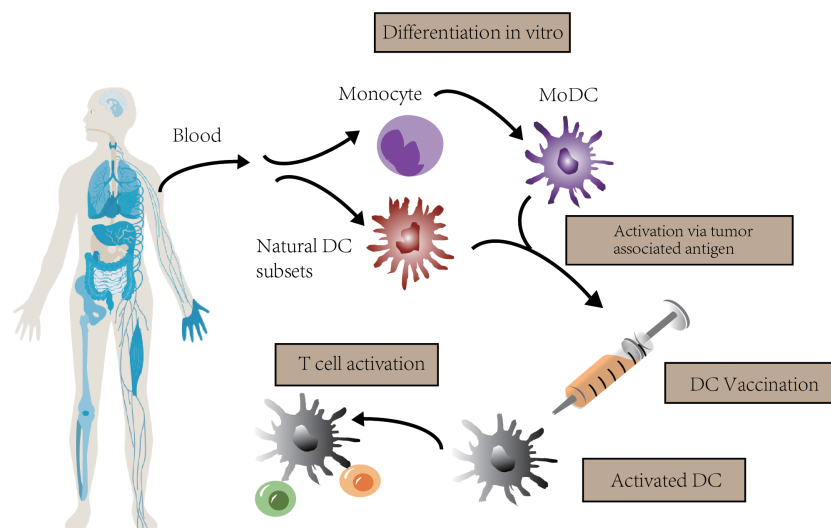 Differentiation in vitro
Monocyte
MoDC
Blood
Natural DC
subsets
Activation via tumor
associated antigen
T cell activation
DC Vaccination
Activated DC